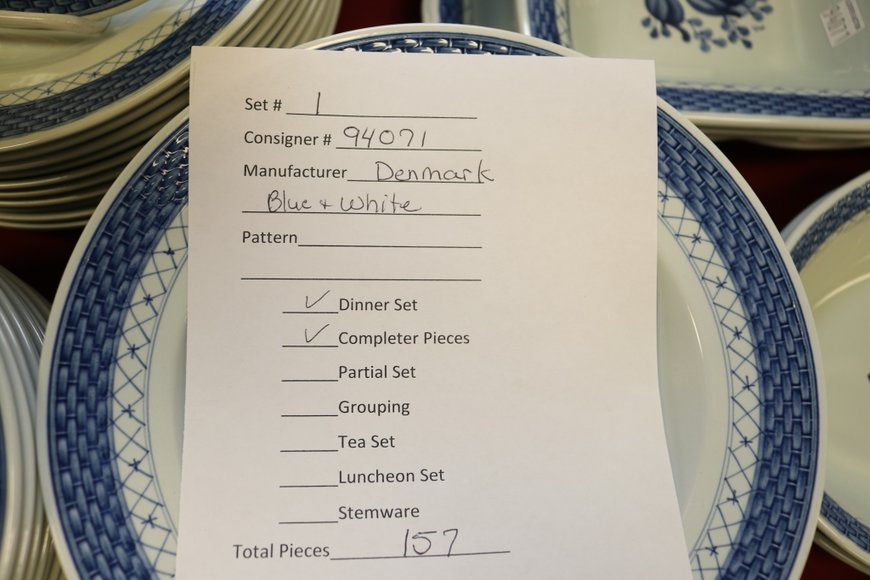 Set # 1
Consigner # 94071
Manufacturer Denmark
Blue + White
Pattern
✓ Dinner Set
✓ Completer Pieces
Partial Set
Grouping
Tea Set
Luncheon Set
Stemware
Total Pieces 157